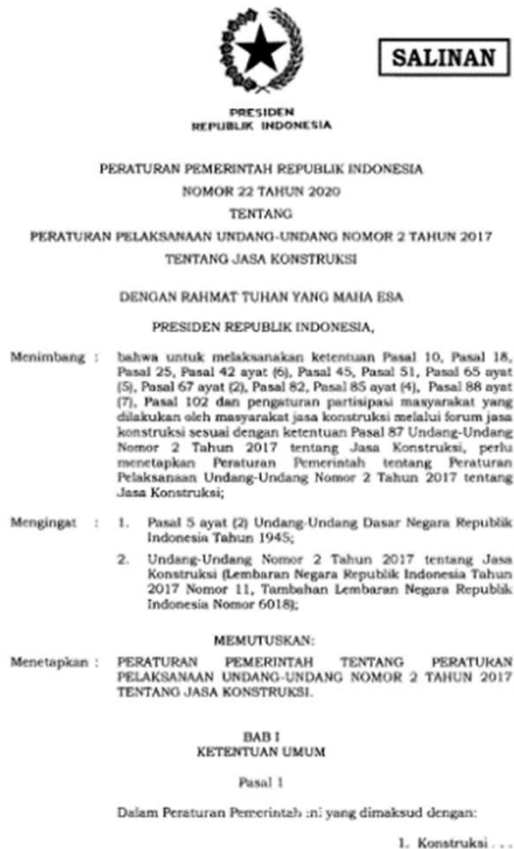 SALINAN
PRESIDEN
REPUBLIK INDONESIA
PERATURAN PEMERINTAH REPUBLIK INDONESIA
NOMOR 22 TAHUN 2020
TENTANG
PERATURAN PELAKSANAAN UNDANG-UNDANG NOMOR 2 TAHUN 2017
TENTANG JASA KONSTRUKSI
DENGAN RAHMAT TUHAN YANG MAHA ESA
PRESIDEN REPUBLIK INDONESIA,
Menimbang : bahwa untuk melaksanakan ketentuan Pasal 10, Pasal 18,
Pasal 25, Pasal 42 ayat (6), Pasal 45, Pasal 51, Pasal 65 ayat
(5), Pasal 67 ayat (2), Pasal 82, Pasal 85 ayat (4), Pasal 88 ayat
(7), Pasal 102 dan pengaturan partisipasi masyarakat yang
dilakukan oleh masyarakat jasa konstruksi melalui forum jasa
konstruksi sesuai dengan ketentuan Pasal 87 Undang-Undang
Nomor 2 Tahun 2017 tentang Jasa Konstruksi, perlu
menetapkan Peraturan Pemerintah tentang Peraturan
Pelaksanaan Undang-Undang Nomor 2 Tahun 2017 tentang
Jasa Konstruksi;
Mengingat : 1. Pasal 5 ayat (2) Undang-Undang Dasar Negara Republik
Indonesia Tahun 1945;
2. Undang-Undang Nomor 2 Tahun 2017 tentang Jasa
Konstruksi (Lembaran Negara Republik Indonesia Tahun
2017 Nomor 11, Tambahan Lembaran Negara Republik
Indonesia Nomor 6018);
MEMUTUSKAN:
Menetapkan : PERATURAN PEMERINTAH TENTANG PERATURAN
PELAKSANAAN UNDANG-UNDANG NOMOR 2 TAHUN 2017
TENTANG JASA KONSTRUKSI.
BAB I
KETENTUAN UMUM
Pasal 1
Dalam Peraturan Pemerintah ini yang dimaksud dengan:
1. Konstruksi . . .